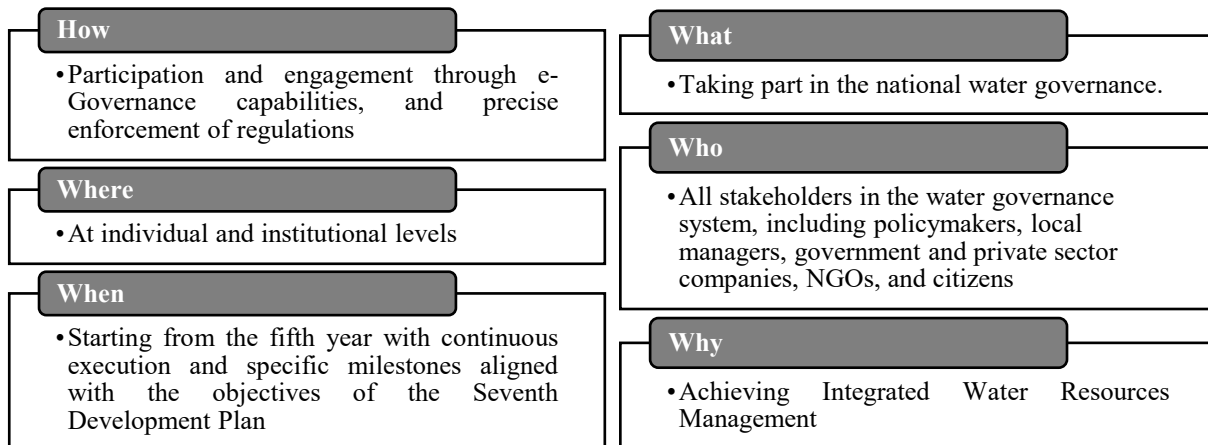 How
•Participation and engagement through e-
Governance capabilities, and precise
enforcement of regulations
Where
•At individual and institutional levels
When
•Starting from the fifth year with continuous
execution and specific milestones aligned
with the objectives of the Seventh
Development Plan
What
•Taking part in the national water governance.
Who
•All stakeholders in the water governance
system, including policymakers, local
managers, government and private sector
companies, NGOs, and citizens
Why
•Achieving Integrated Water Resources
Management